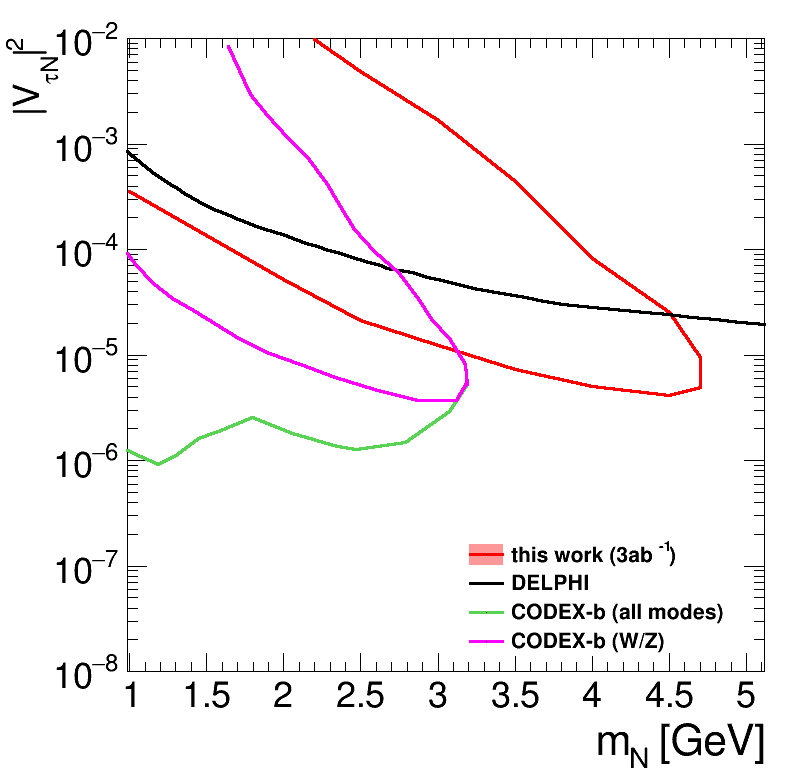 |V_τN|²
10⁻²
10⁻³
10⁻⁴
10⁻⁵
10⁻⁶
10⁻⁷
10⁻⁸
this work (3ab ⁻¹)
DELPHI
CODEX-b (all modes)
CODEX-b (W/Z)
1 1.5 2 2.5 3 3.5 4 4.5 5
m_N [GeV]